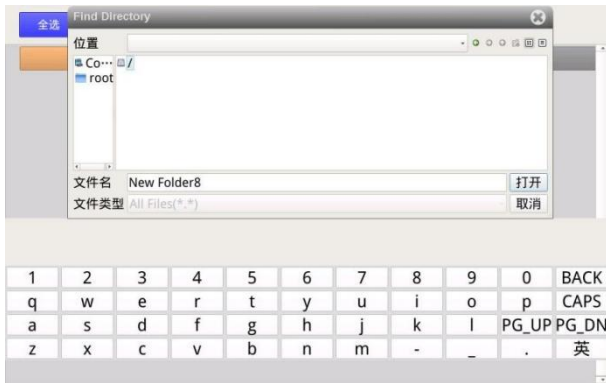 全选
Find Directory
位置
Co… /
root
文件名 New Folder8 打开
文件类型 All Files(*.*) 取消
1 2 3 4 5 6 7 8 9 0 BACK
q w e r t y u i o p CAPS
a s d f g h j k l PG_UP PG_DN
z x c v b n m - _ . 英